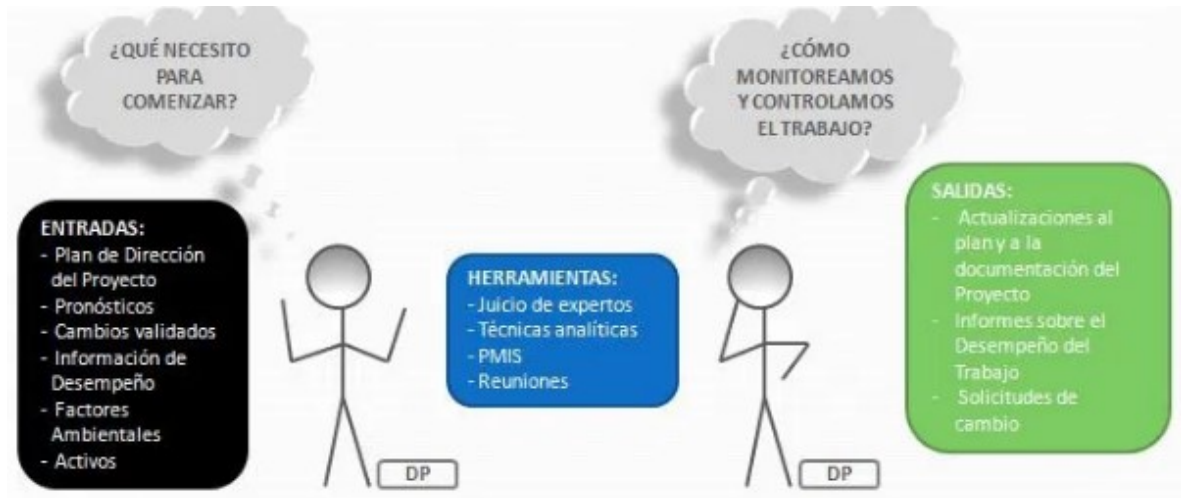 ¿QUÉ NECESITO
PARA
COMENZAR?
¿CÓMO
MONITOREAMOS
Y CONTROLAMOS
EL TRABAJO?
ENTRADAS:
- Plan de Dirección
del Proyecto
- Pronósticos
- Cambios validados
- Información de
Desempeño
- Factores
Ambientales
- Activos
HERRAMIENTAS:
- Juicio de expertos
- Técnicas analíticas
- PMIS
- Reuniones
SALIDAS:
- Actualizaciones al
plan y a la
documentación del
Proyecto
- Informes sobre el
Desempeño del
Trabajo
- Solicitudes de
cambio
DP
DP